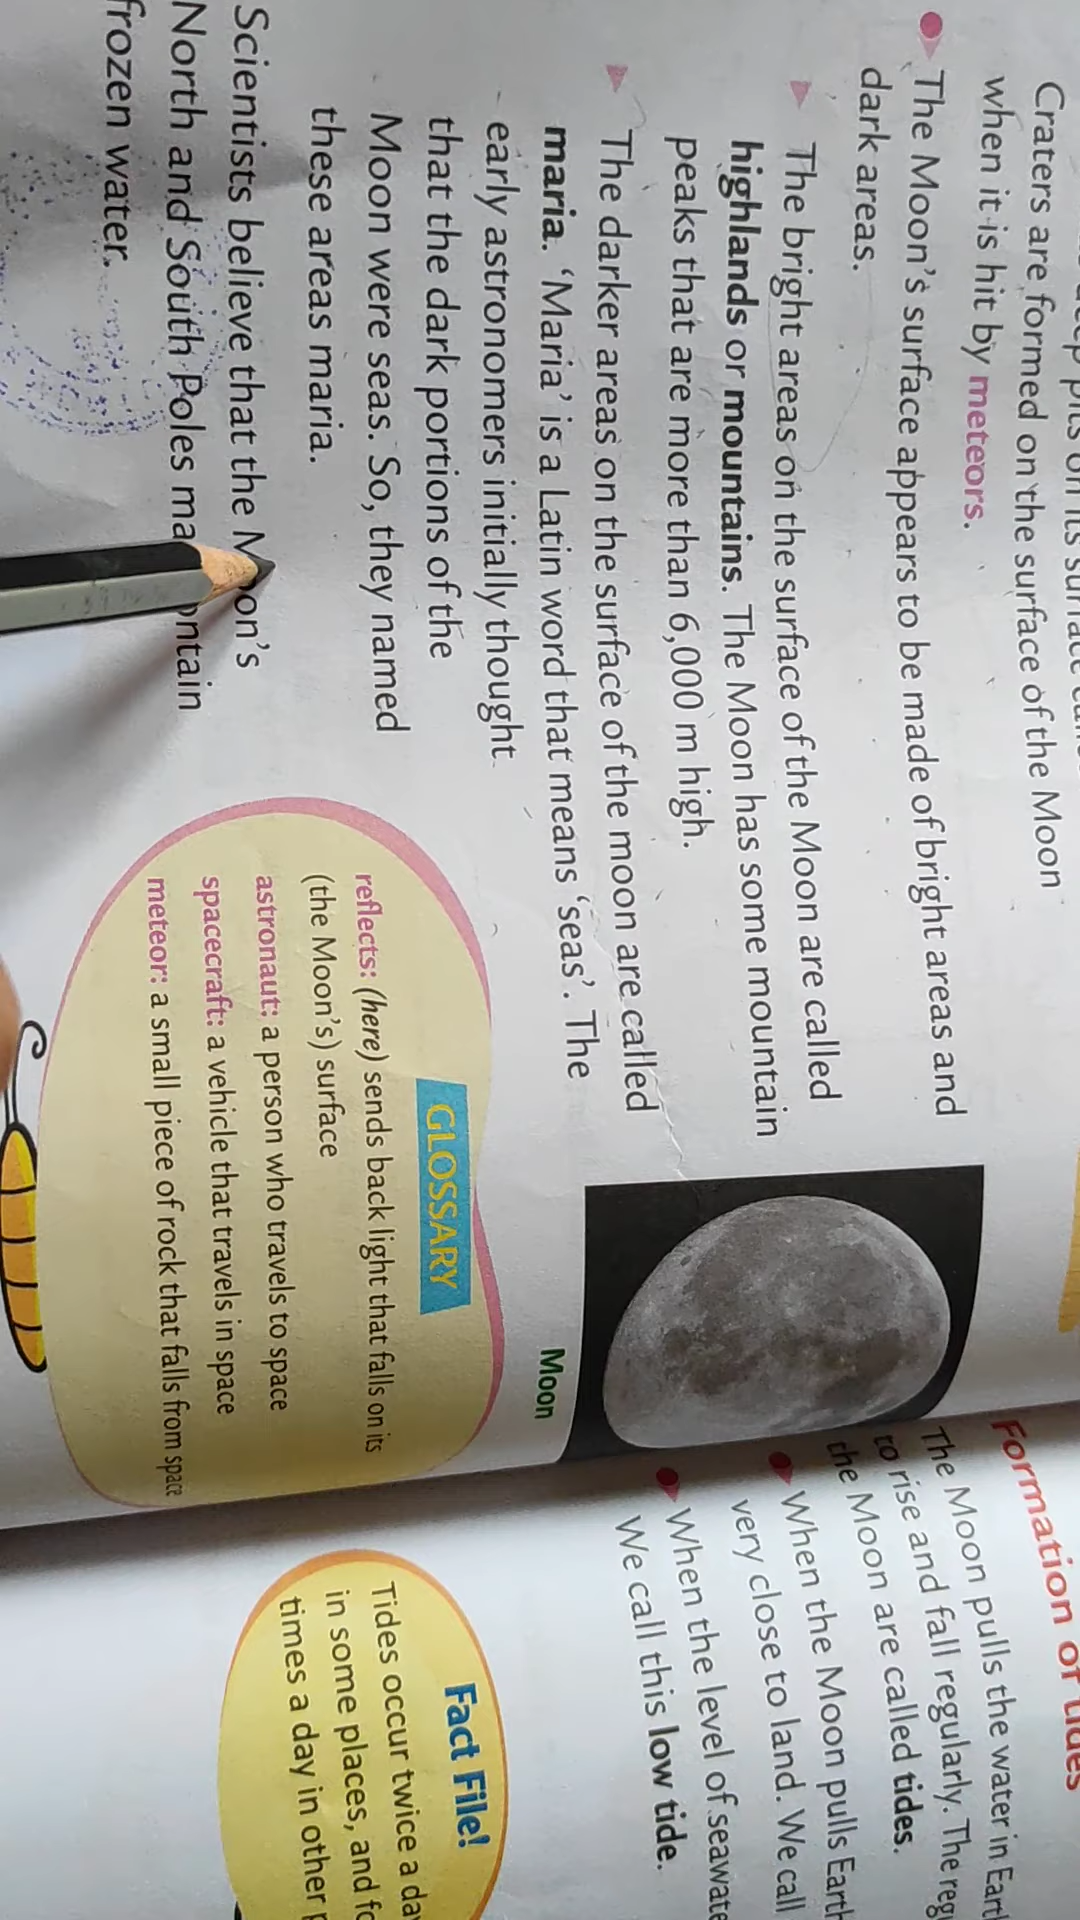 Craters are formed on the surface of the Moon
when it is hit by meteors.
The Moon's surface appears to be made of bright areas and
dark areas.
The bright areas on the surface of the Moon are called
highlands or mountains. The Moon has some mountain
peaks that are more than 6,000 m high.
The darker areas on the surface of the moon are called
maria. 'Maria' is a Latin word that means 'seas'. The
early astronomers initially thought
that the dark portions of the
Moon were seas. So, they named
these areas maria.
Scientists believe that the Moon's
North and South Poles
frozen water.
Moon
GLOSSARY
reflects: (here) sends back light that falls on its
(the Moon's) surface
astronaut: a person who travels to space
spacecraft: a vehicle that travels in space
meteor: a small piece of rock that falls from space
Formation of tides
The Moon pulls the water in
to rise and fall regularly. The
the Moon are called tides.
When the Moon pulls
very close to land. We call
When the level of
We call this low tide.
Fact File!
Tides occur twice a
in some places, and
times a day in other